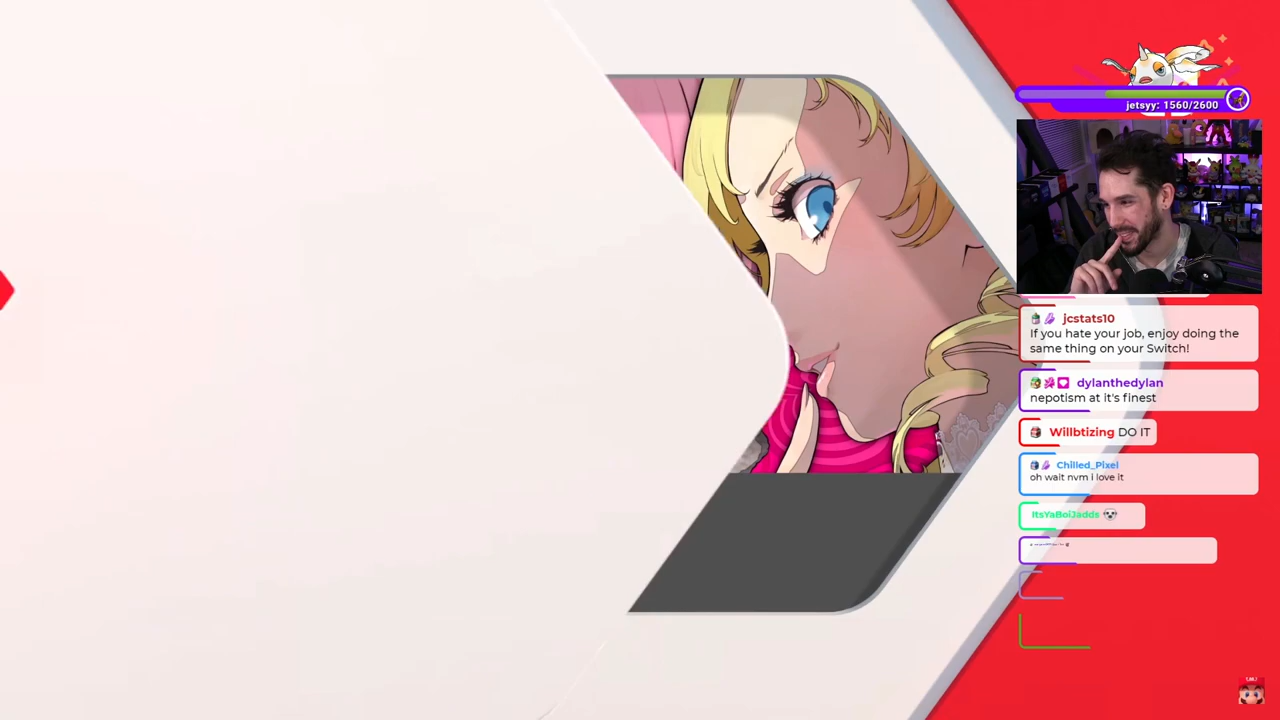 jetsyy: 1560/2600
jcstats10
If you hate your job, enjoy doing the
same thing on your Switch!
dylanthedylan
nepotism at it's finest
Willbtizing DO IT
Chilled_Pixel
oh wait nvm i love it
ItsYaBoiJadds